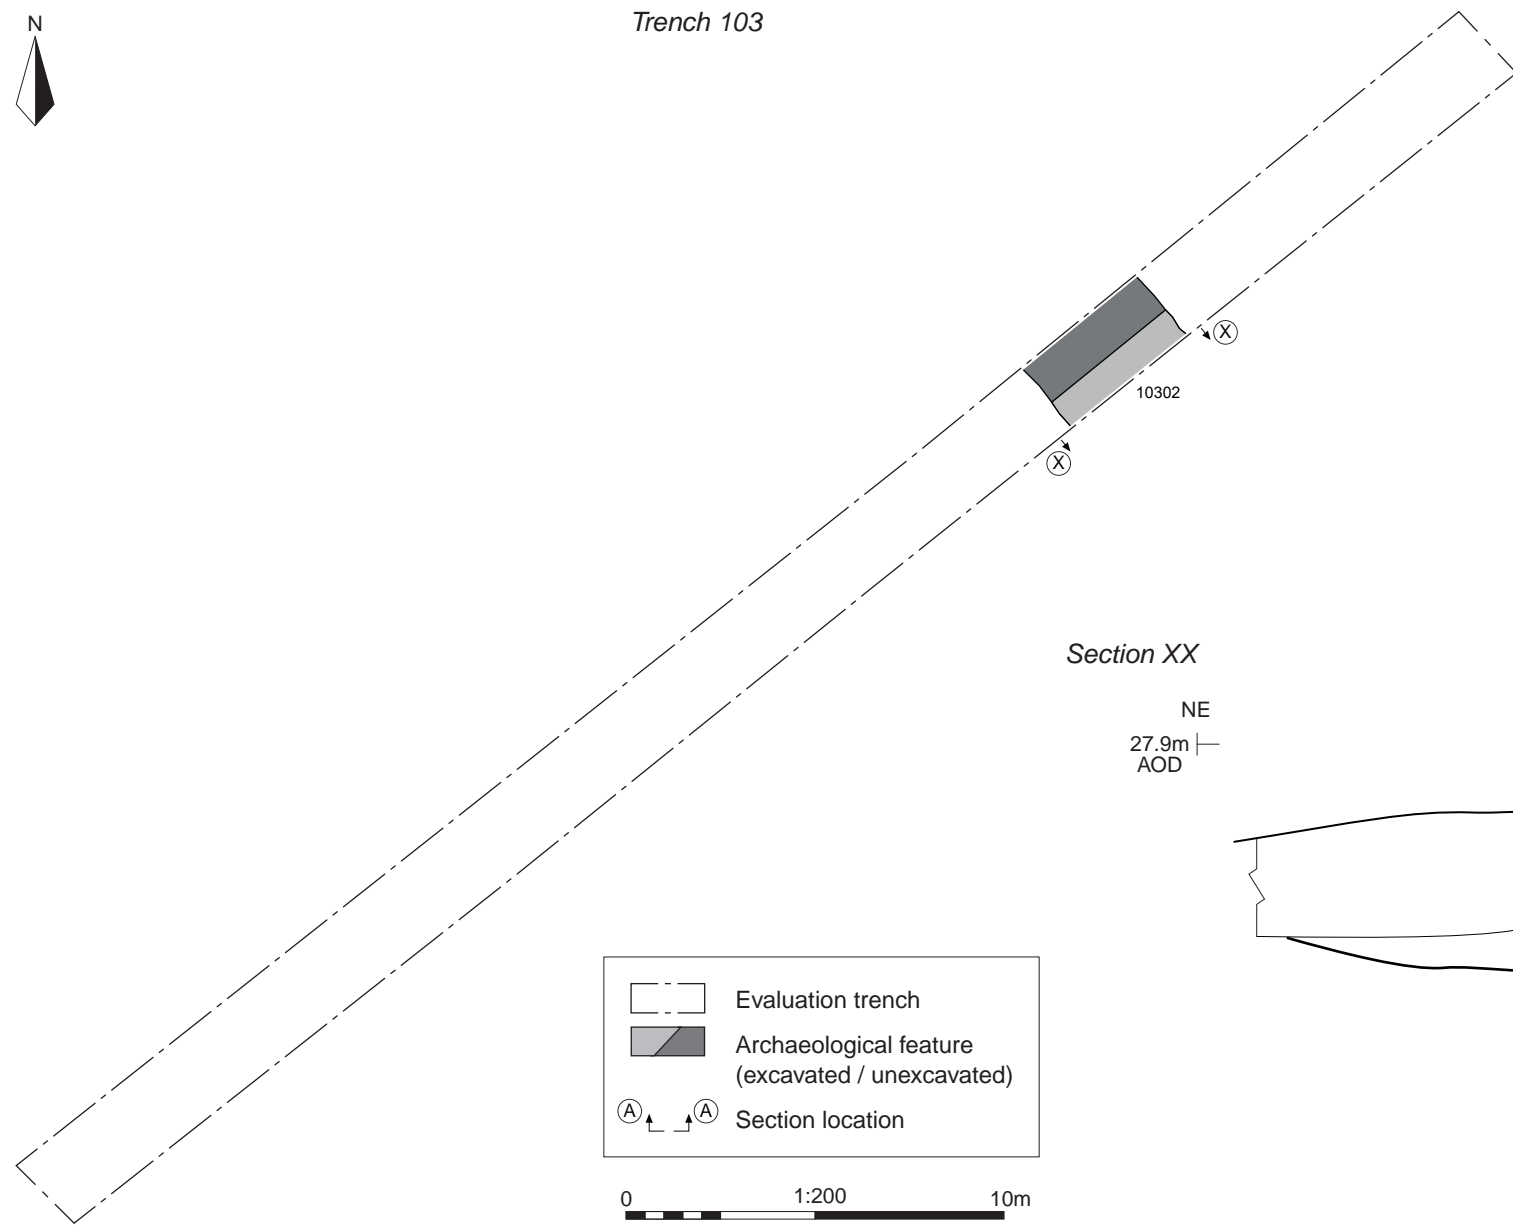 Trench 103
N
X
10302
X
Section XX
NE
27.9m
AOD
Evaluation trench
Archaeological feature
(excavated / unexcavated)
A A
Section location
0 1:200 10m